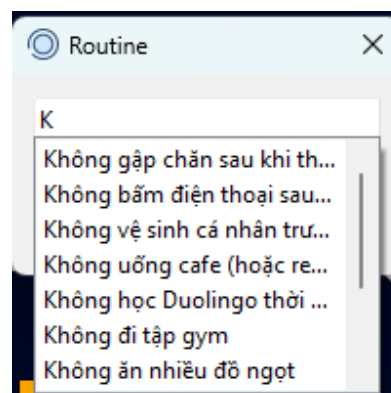 Routine
K
Không gập chăn sau khi th...
Không bấm điện thoại sau...
Không vệ sinh cá nhân trư...
Không uống cafe (hoặc re...
Không học Duolingo thời ...
Không đi tập gym
Không ăn nhiều đồ ngọt